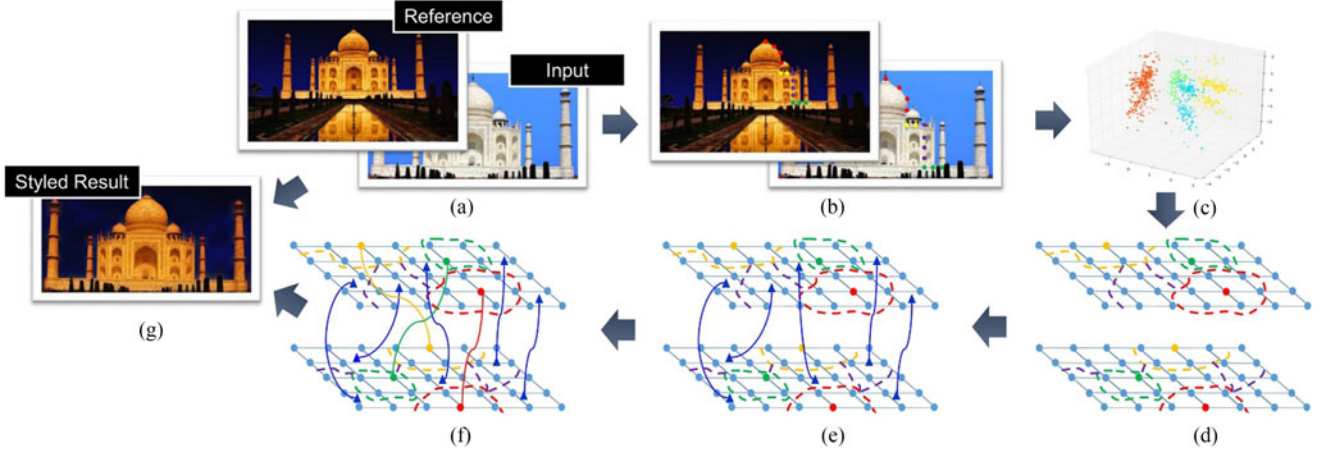 Reference
Input
Styled Result
(a)
(b)
(c)
(g)
(f)
(e)
(d)